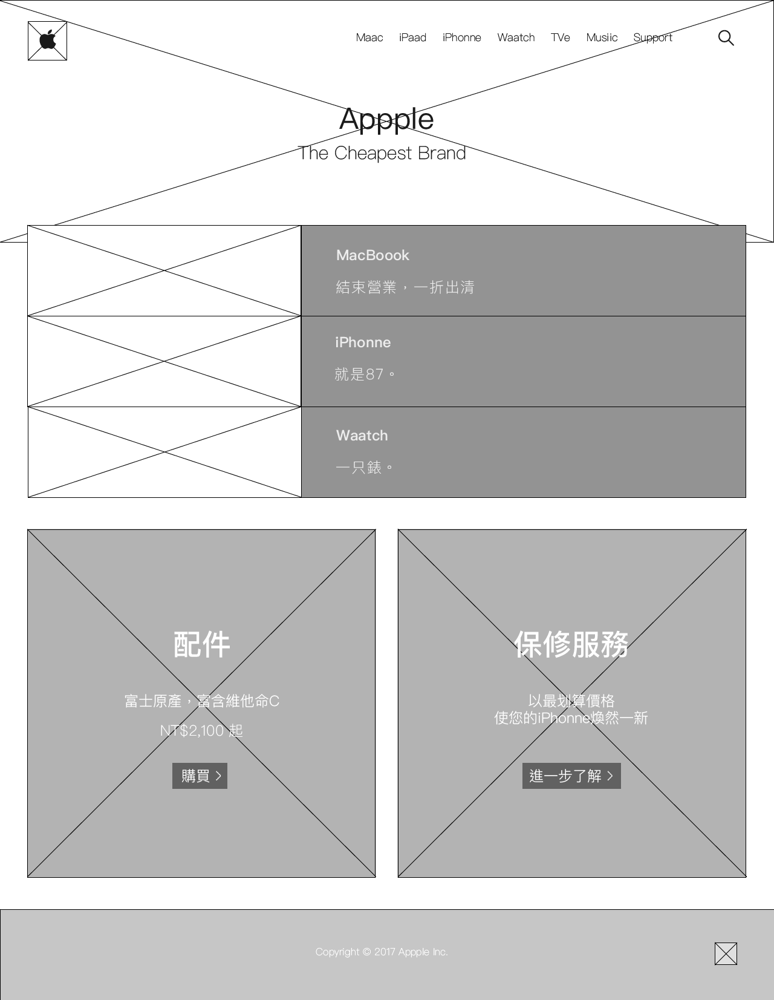 Maac iPaad iPhonne Waatch TVe Musiic Support
Appple
The Cheapest Brand
MacBoook
結束營業，一折出清
iPhonne
就是87。
Waatch
一只錶。
配件
富士原產，富含維他命C
NT$2,100 起
購買 >
保修服務
以最划算價格
使您的iPhonne煥然一新
進一步了解 >
Copyright © 2017 Appple Inc.